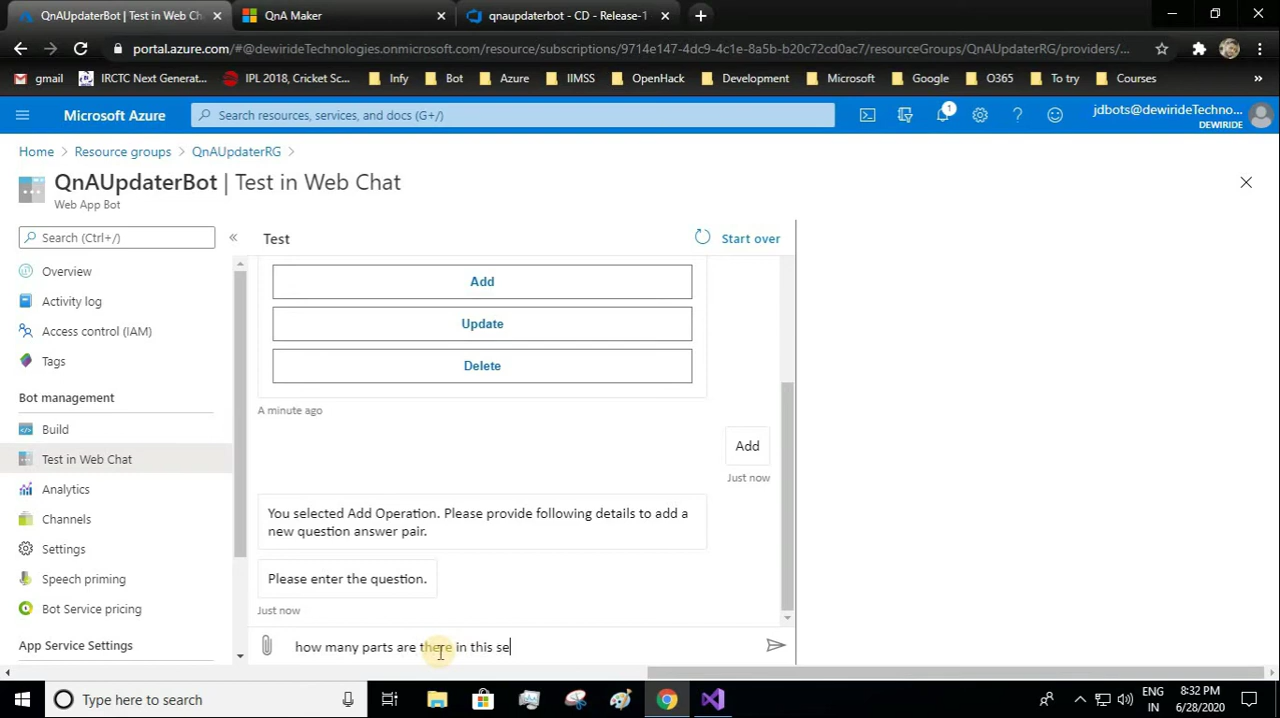 QnAUpdaterBot | Test in Web Cha
QnA Maker
qnaupdaterbot - CD - Release-1
portal.azure.com/#@dewirideTechnologies.onmicrosoft.com/resource/subscriptions/9714e147-4dc9-4c1e-8a5b-b20c72cd0ac7/resourceGroups/QnAUpdaterRG/providers/...
gmail
IRCTC Next Generat...
IPL 2018, Cricket Sc...
Infy
Bot
Azure
IIMSS
OpenHack
Development
Microsoft
Google
O365
To try
Courses
»
Microsoft Azure
Search resources, services, and docs (G+/)
1
jdbots@dewirideTechno...
DEWIRIDE
Home > Resource groups > QnAUpdaterRG >
QnAUpdaterBot | Test in Web Chat
Web App Bot
Search (Ctrl+/)
«
Overview
Activity log
Access control (IAM)
Tags
Bot management
Build
Test in Web Chat
Analytics
Channels
Settings
Speech priming
Bot Service pricing
App Service Settings
Test
Start over
Add
Update
Delete
A minute ago
Add
Just now
You selected Add Operation. Please provide following details to add a
new question answer pair.
Please enter the question.
Just now
how many parts are there in this se
Type here to search
ENG
IN
8:32 PM
6/28/2020